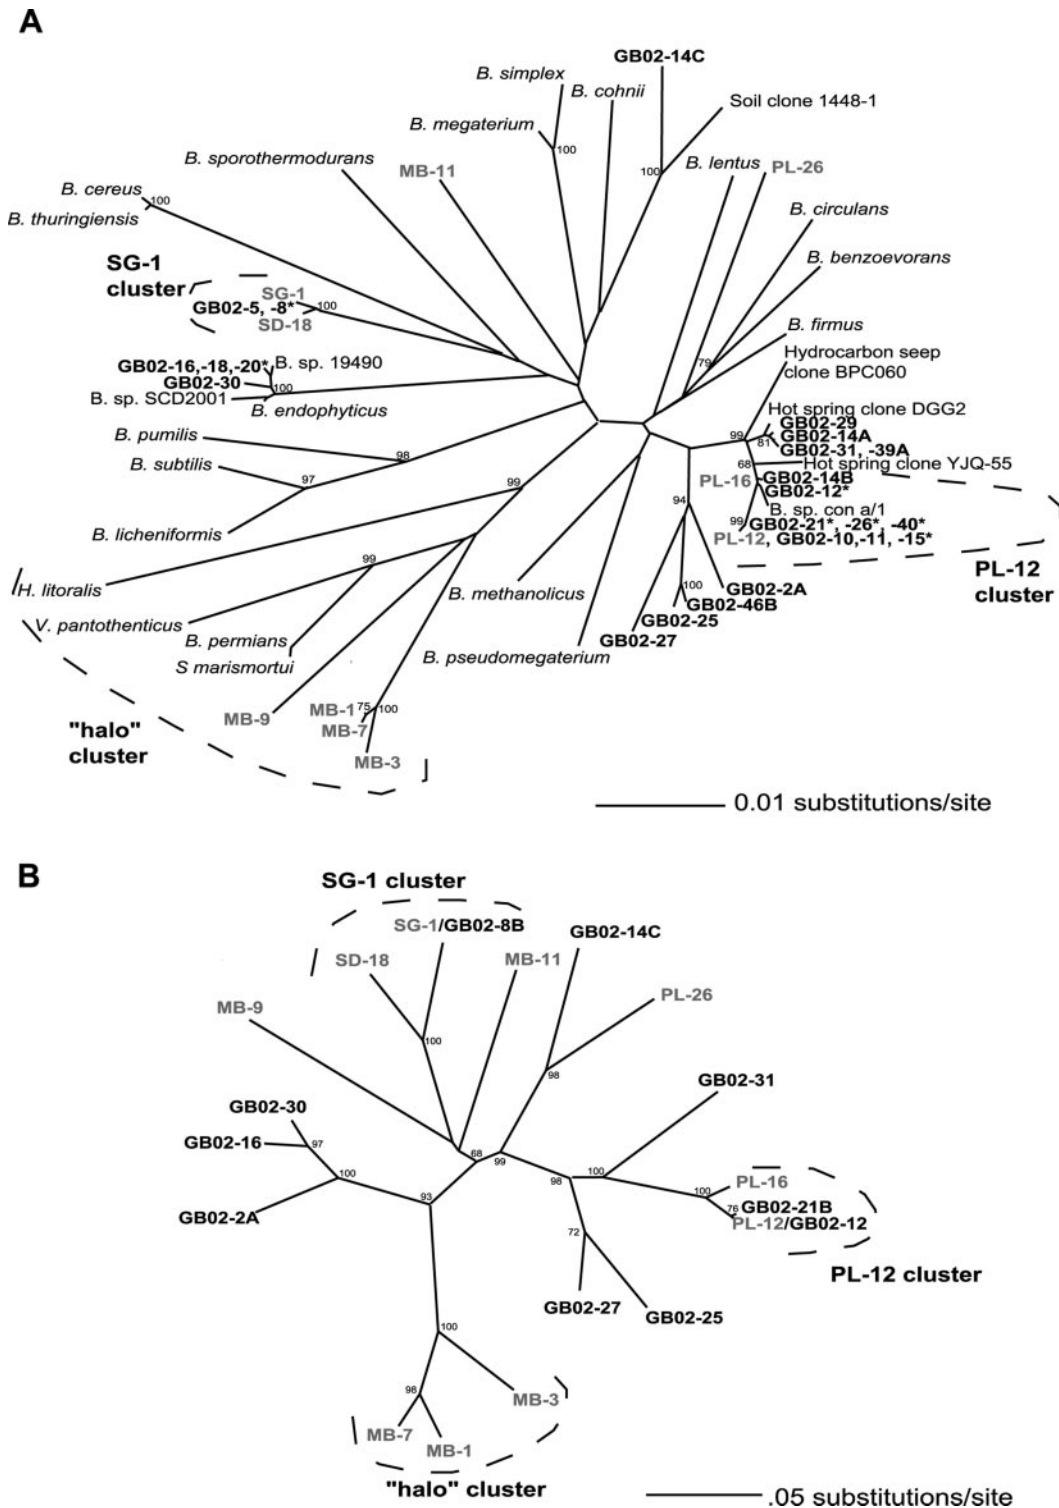 A
GB02-14C
B. simplex
B. cohnii
Soil clone 1448-1
B. megaterium
100
B. sporothermodurans
MB-11
100
B. lentus
PL-26
B. cereus
100
B. thuringiensis
B. circulans
SG-1
cluster
B. benzoevorans
SG-1
GB02-5, -8*
100
SD-18
B. firmus
79
Hydrocarbon seep
clone BPC060
GB02-16,-18,-20*
B. sp. 19490
GB02-30
100
B. sp. SCD2001
B. endophyticus
Hot spring clone DGG2
GB02-29
99
81
GB02-14A
GB02-31, -39A
B. pumilis
98
B. subtilis
97
68
Hot spring clone YJQ-55
PL-16
GB02-14B
GB02-12*
99
B. sp. con a/1
B. licheniformis
94
99
GB02-21*, -26*, -40*
PL-12, GB02-10,-11, -15*
99
PL-12
cluster
H. litoralis
B. methanolicus
100
GB02-2A
GB02-46B
GB02-25
V. pantothenticus
GB02-27
B. permians
S marismortui
B. pseudomegaterium
MB-9
MB-1
75
100
MB-7
"halo"
cluster
MB-3
0.01 substitutions/site
B
SG-1 cluster
SG-1/GB02-8B
GB02-14C
SD-18
MB-11
PL-26
MB-9
100
98
GB02-31
GB02-30
GB02-16
97
68
99
100
98
100
100
PL-16
93
76
GB02-21B
PL-12/GB02-12
GB02-2A
72
PL-12 cluster
GB02-27
GB02-25
100
98
MB-3
MB-7
MB-1
"halo" cluster
.05 substitutions/site